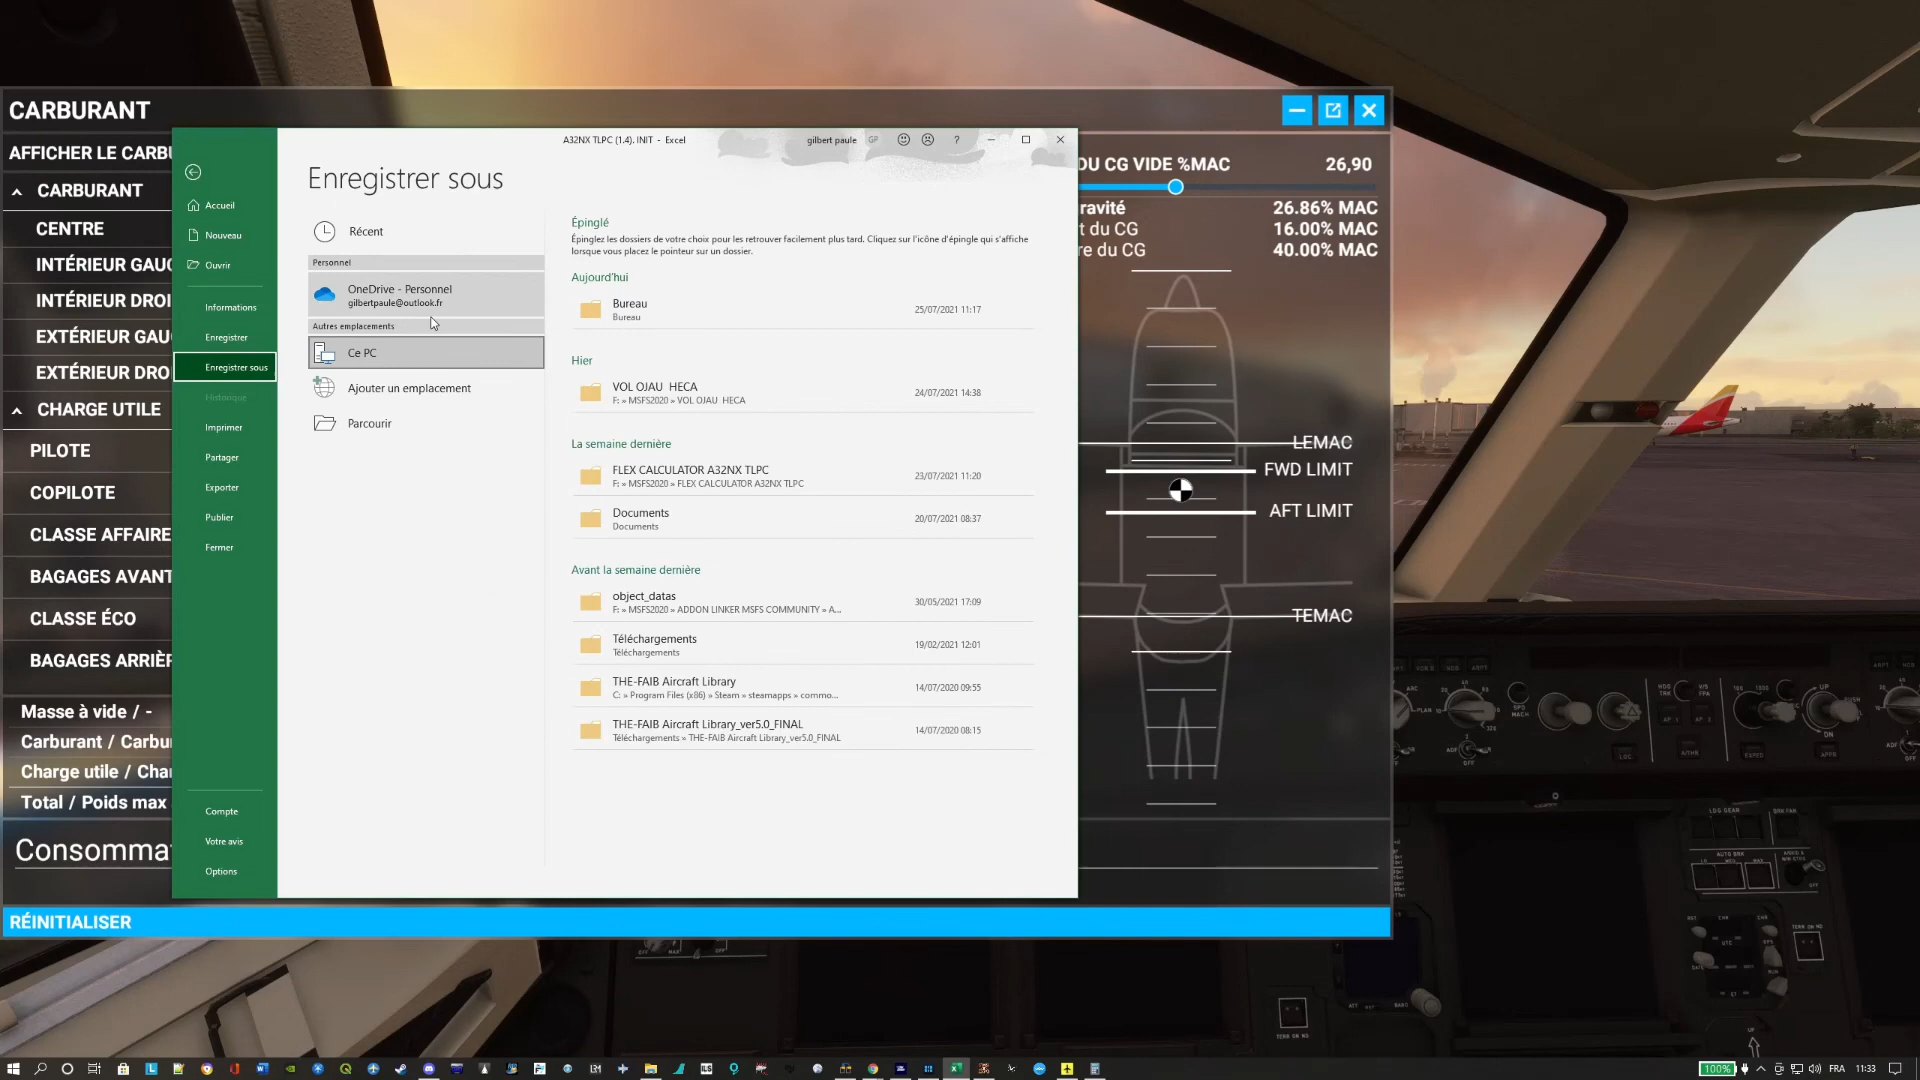 CARBURANT
AFFICHER LE CARBU
CARBURANT
CENTRE
INTÉRIEUR GAUC
INTÉRIEUR DROI
EXTÉRIEUR GAU
EXTÉRIEUR DRO
CHARGE UTILE
PILOTE
COPILOTE
CLASSE AFFAIRE
BAGAGES AVANT
CLASSE ÉCO
BAGAGES ARRIÈR
Masse à vide / -
Carburant / Carbu
Charge utile / Char
Total / Poids max
Consommat
RÉINITIALISER
A32NX TLPC (1.4). INIT - Excel
gilbert paule
GP
?
Accueil
Nouveau
Ouvrir
Informations
Enregistrer
Enregistrer sous
Historique
Imprimer
Partager
Exporter
Publier
Fermer
Compte
Votre avis
Options
Enregistrer sous
Récent
Personnel
OneDrive - Personnel
gilbertpaule@outlook.fr
Autres emplacements
Ce PC
Ajouter un emplacement
Parcourir
Épinglé
Épinglez les dossiers de votre choix pour les retrouver facilement plus tard. Cliquez sur l'icône d'épingle qui s'affiche
lorsque vous placez le pointeur sur un dossier.
Aujourd'hui
Bureau
Bureau
25/07/2021 11:17
Hier
VOL OJAU HECA
F: » MSFS2020 » VOL OJAU HECA
24/07/2021 14:38
La semaine dernière
FLEX CALCULATOR A32NX TLPC
F: » MSFS2020 » FLEX CALCULATOR A32NX TLPC
23/07/2021 11:20
Documents
Documents
20/07/2021 08:37
Avant la semaine dernière
object_datas
F: » MSFS2020 » ADDON LINKER MSFS COMMUNITY » A...
30/05/2021 17:09
Téléchargements
Téléchargements
19/02/2021 12:01
THE-FAIB Aircraft Library
C: » Program Files (x86) » Steam » steamapps » commo...
14/07/2020 09:55
THE-FAIB Aircraft Library_ver5.0_FINAL
Téléchargements » THE-FAIB Aircraft Library_ver5.0_FINAL
14/07/2020 08:15
DU CG VIDE %MAC
26,90
ravité
26.86% MAC
t du CG
16.00% MAC
re du CG
40.00% MAC
LEMAC
FWD LIMIT
AFT LIMIT
TEMAC
LDG GEAR
AUTO BRK
TERR ON ND
TERR ON ND
100%
FRA
11:33